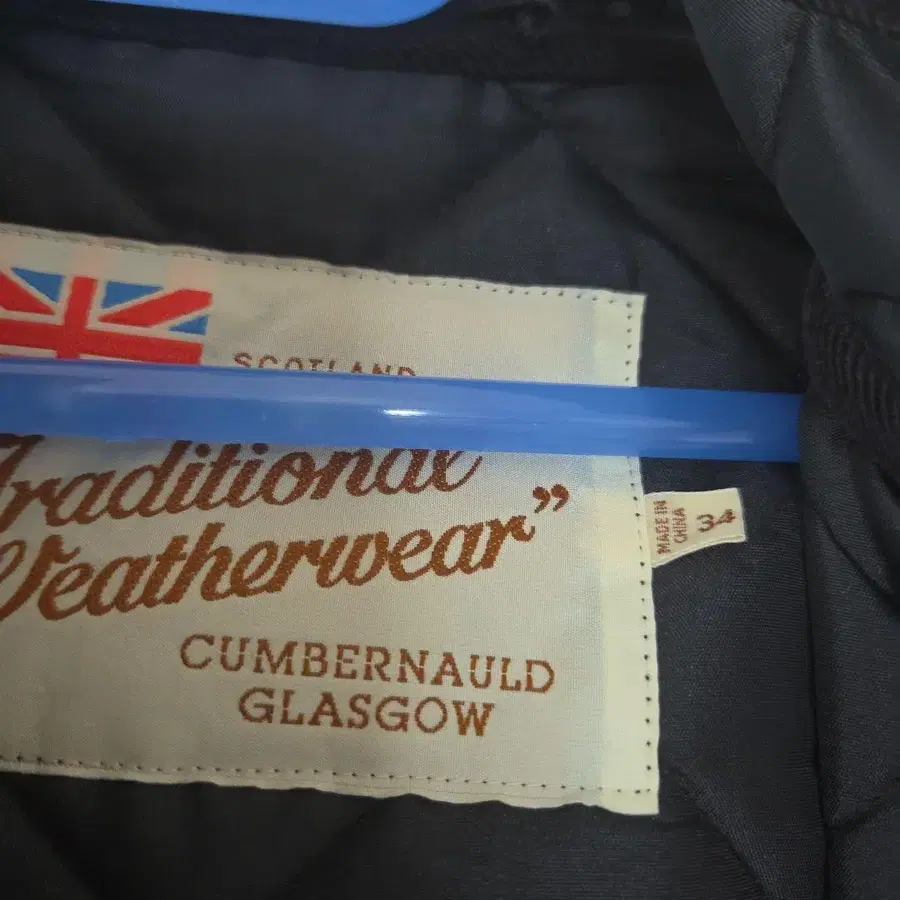 SCOTLAND
Traditional
Weatherwear”
CUMBERNAULD
GLASGOW
MADE IN
CHINA
34